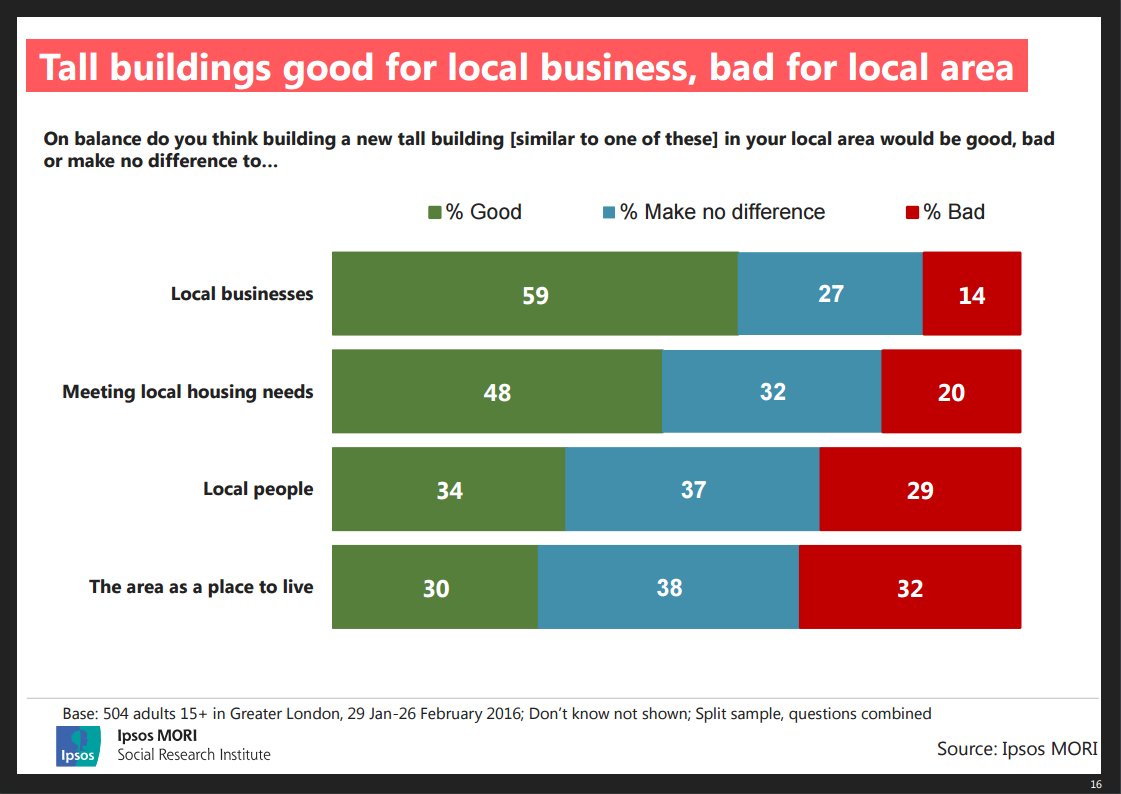 Tall buildings good for local business, bad for local area
On balance do you think building a new tall building [similar to one of these] in your local area would be good, bad
or make no difference to...
% Good % Make no difference % Bad
Local businesses 59 27 14
Meeting local housing needs 48 32 20
Local people 34 37 29
The area as a place to live 30 38 32
Base: 504 adults 15+ in Greater London, 29 Jan-26 February 2016; Don't know not shown; Split sample, questions combined
Ipsos
Ipsos MORI
Social Research Institute
Source: Ipsos MORI
16